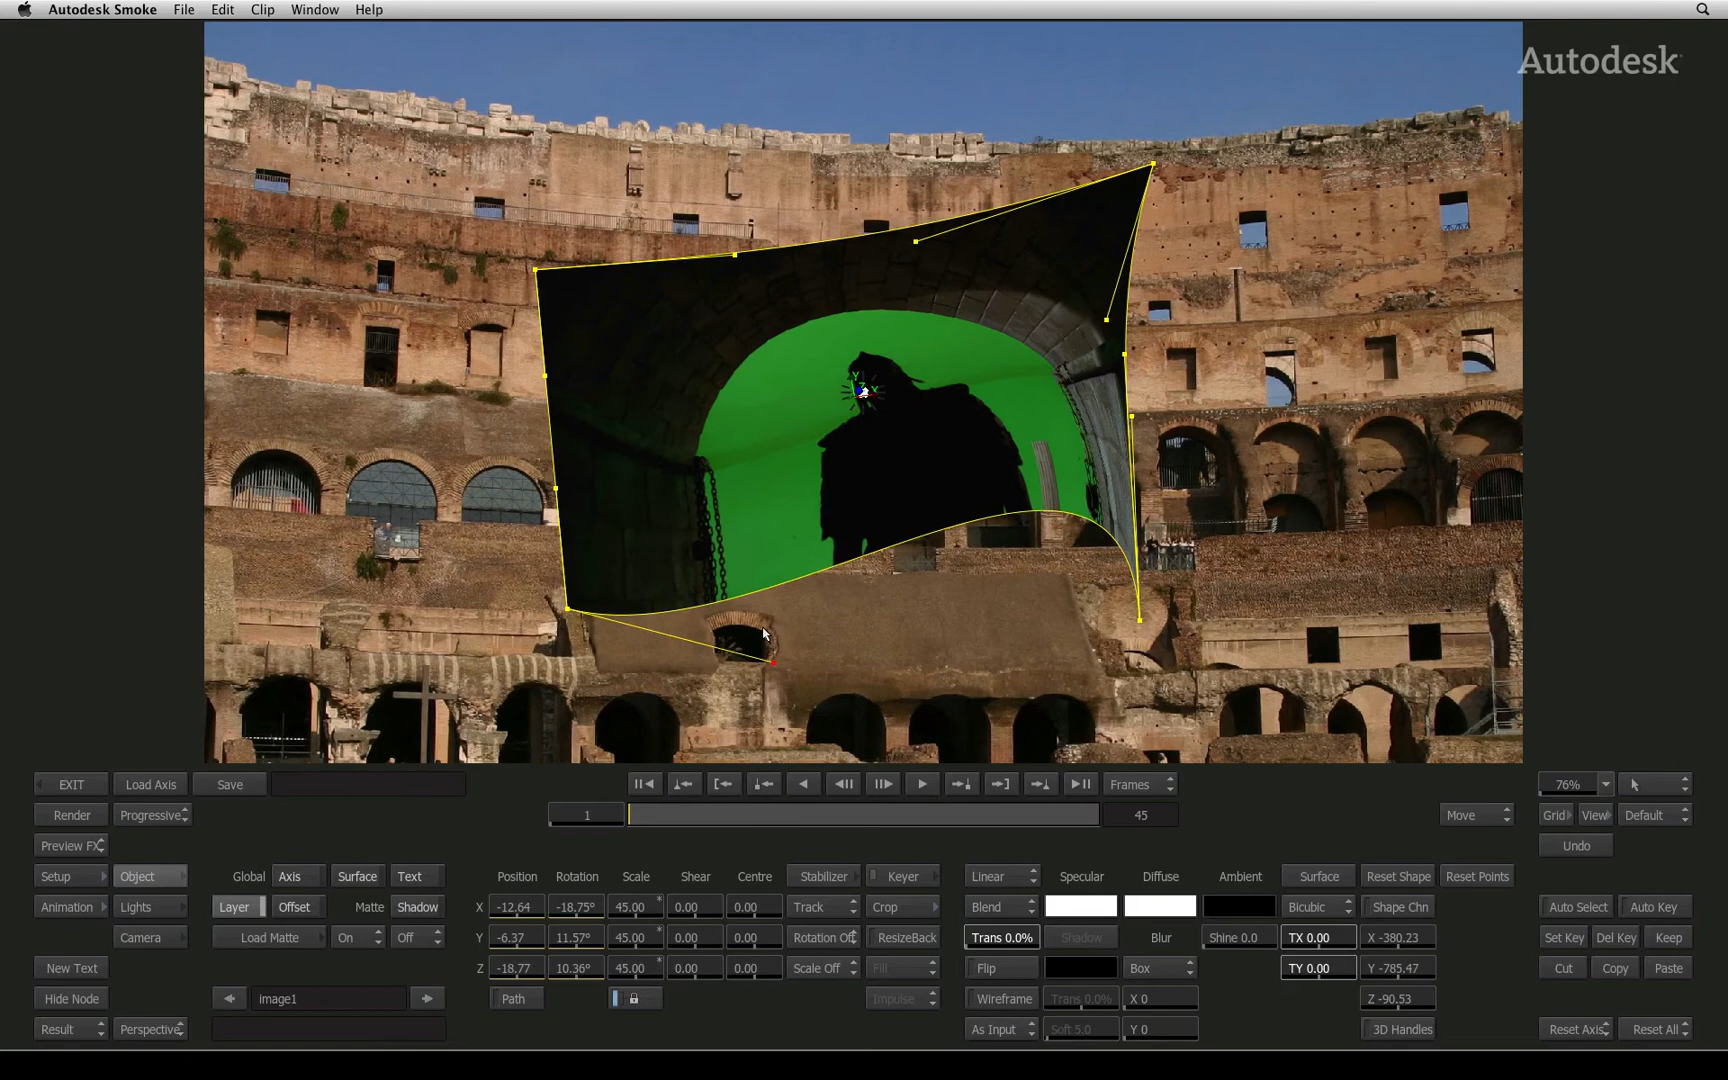 Autodesk Smoke File Edit Clip Window Help
Autodesk
EXIT Load Axis Save Frames 76%
Render Progressive 1 45 Move Grid View Default
Preview FX Undo
Setup Object Global Axis Surface Text Position Rotation Scale Shear Centre Stabilizer Keyer Linear Specular Diffuse Ambient Surface Reset Shape Reset Points
Animation Lights Layer Offset Matte Shadow X -12.64 -18.75° 45.00 * 0.00 0.00 Track Crop Blend Bicubic Shape Chn Auto Select Auto Key
Camera Load Matte On Off Y -6.37 11.57° 45.00 * 0.00 0.00 Rotation Off ResizeBack Trans 0.0% Shadow Blur Shine 0.0 TX 0.00 X -380.23 Set Key Del Key Keep
New Text Z -18.77 10.36° 45.00 0.00 0.00 Scale Off Fill Flip Box TY 0.00 Y -785.47 Cut Copy Paste
Hide Node image1 Path Impulse Wireframe Trans 0.0% X 0 Z -90.53
Result Perspective As Input Soft 5.0 Y 0 3D Handles Reset Axis Reset All